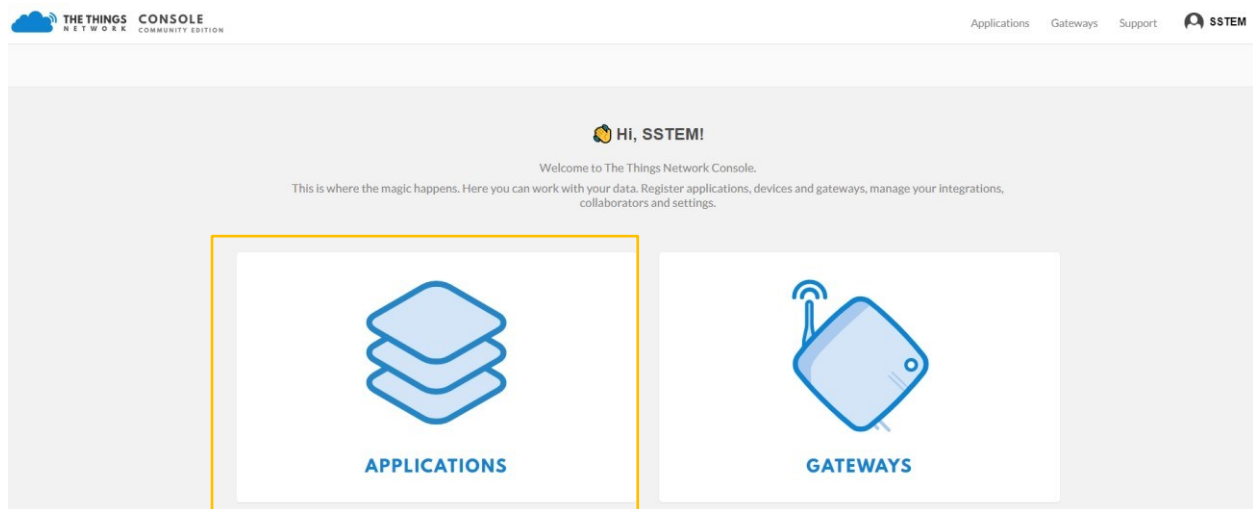 THE THINGS CONSOLE
NETWORK COMMUNITY EDITION
Applications Gateways Support SSTEM
Hi, SSTEM!
Welcome to The Things Network Console.
This is where the magic happens. Here you can work with your data. Register applications, devices and gateways, manage your integrations,
collaborators and settings.
APPLICATIONS
GATEWAYS